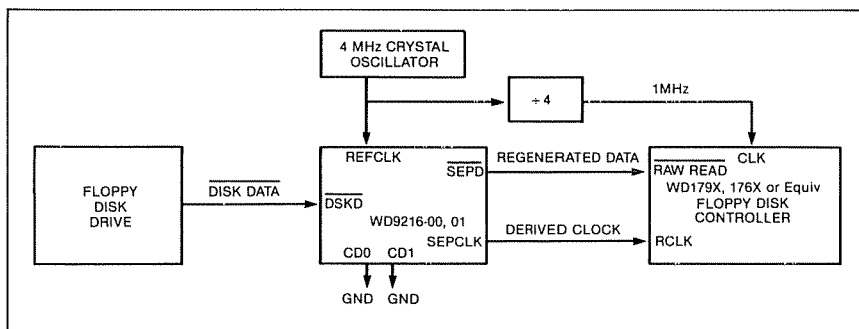 4 MHz CRYSTAL
OSCILLATOR
÷ 4
1MHz
FLOPPY
DISK
DRIVE
DISK DATA
REFCLK
SEPD
DSKD
WD9216-00, 01
SEPCLK
CD0 CD1
GND GND
REGENERATED DATA
DERIVED CLOCK
CLK
RAW READ
WD179X, 176X or Equiv
FLOPPY DISK
CONTROLLER
RCLK